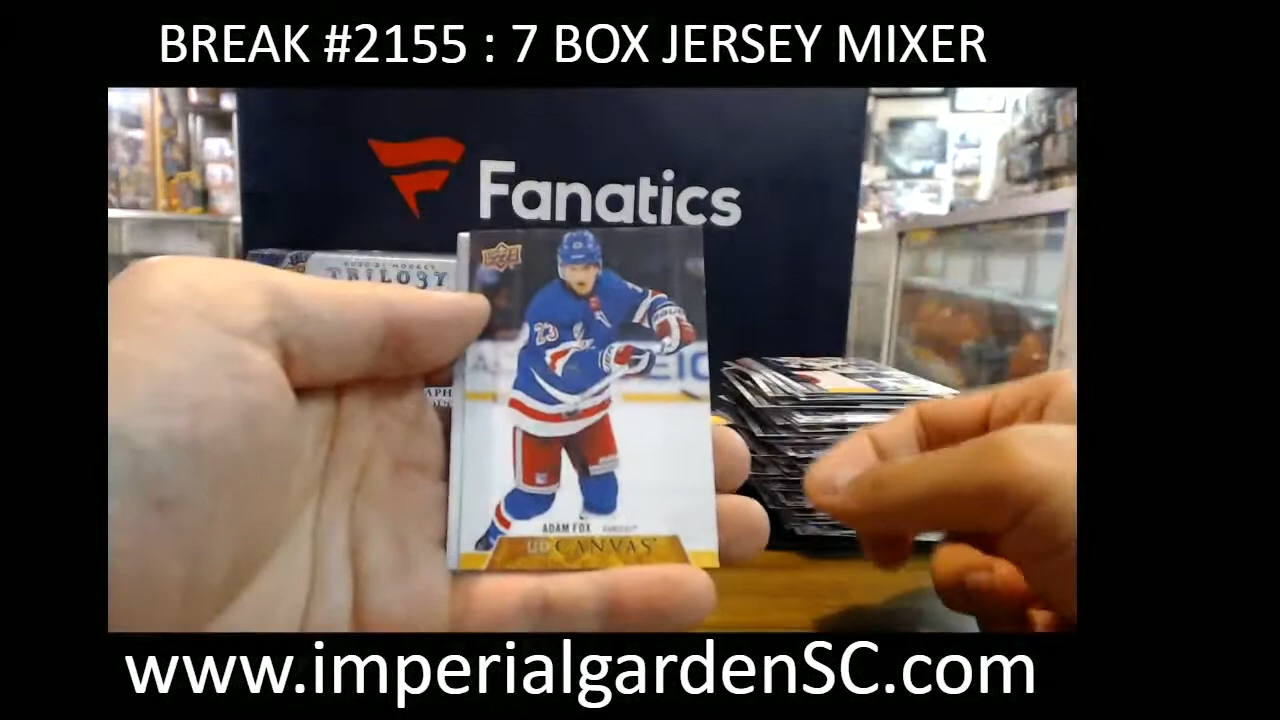 BREAK #2155 : 7 BOX JERSEY MIXER
Fanatics
TRILOGY
23
ADAM FOX
UD CANVAS
www.imperialgardenSC.com